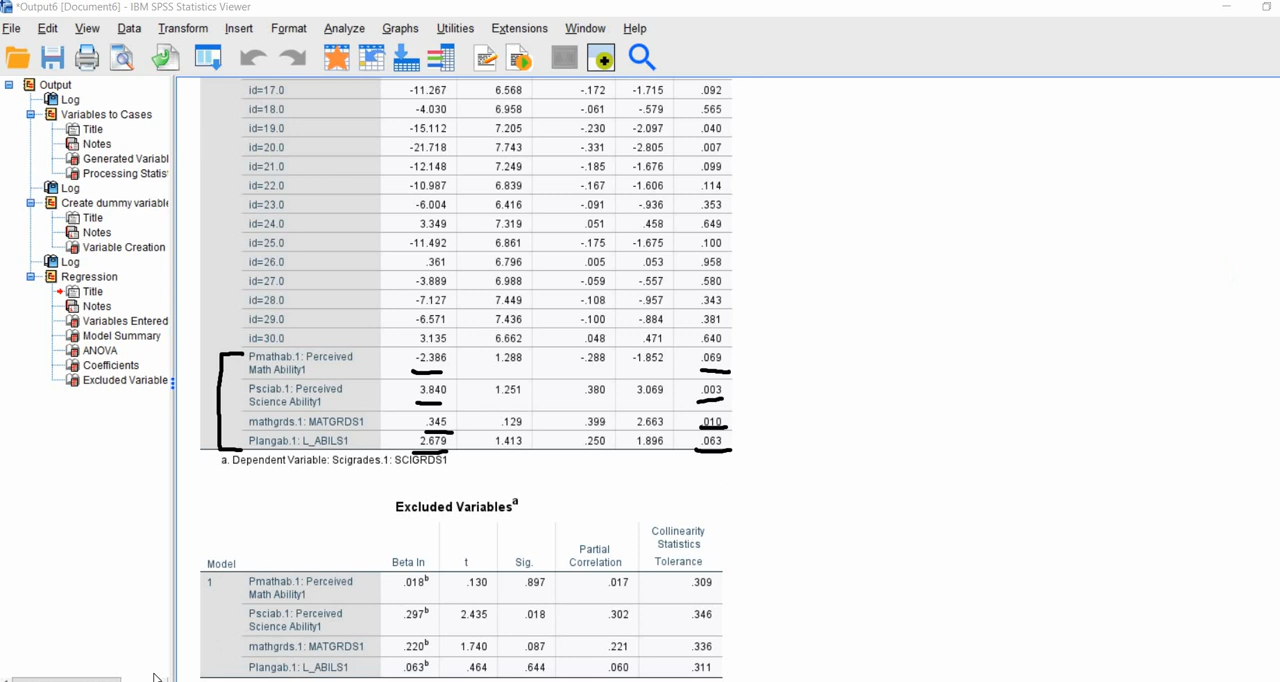 *Output6 [Document6] - IBM SPSS Statistics Viewer
File Edit View Data Transform Insert Format Analyze Graphs Utilities Extensions Window Help
Output
Log
Variables to Cases
Title
Notes
Generated Variabl
Processing Statis
Log
Create dummy variable
Title
Notes
Variable Creation
Log
Regression
Title
Notes
Variables Entered
Model Summary
ANOVA
Coefficients
Excluded Variable
id=17.0 -11.267 6.568 -.172 -1.715 .092
id=18.0 -4.030 6.958 -.061 -.579 .565
id=19.0 -15.112 7.205 -.230 -2.097 .040
id=20.0 -21.718 7.743 -.331 -2.805 .007
id=21.0 -12.148 7.249 -.185 -1.676 .099
id=22.0 -10.987 6.839 -.167 -1.606 .114
id=23.0 -6.004 6.416 -.091 -.936 .353
id=24.0 3.349 7.319 .051 .458 .649
id=25.0 -11.492 6.861 -.175 -1.675 .100
id=26.0 .361 6.796 .005 .053 .958
id=27.0 -3.889 6.988 -.059 -.557 .580
id=28.0 -7.127 7.449 -.108 -.957 .343
id=29.0 -6.571 7.436 -.100 -.884 .381
id=30.0 3.135 6.662 .048 .471 .640
Pmathab.1: Perceived -2.386 1.288 -.288 -1.852 .069
Math Ability1
Psciab.1: Perceived 3.840 1.251 .380 3.069 .003
Science Ability1
mathgrds.1: MATGRDS1 .345 .129 .399 2.663 .010
Plangab.1: L_ABILS1 2.679 1.413 .250 1.896 .063
a. Dependent Variable: Scigrades.1: SCIGRDS1
Excluded Variablesa
Collinearity
Statistics
Partial
Model Beta In t Sig. Correlation Tolerance
1 Pmathab.1: Perceived .018b .130 .897 .017 .309
Math Ability1
Psciab.1: Perceived .297b 2.435 .018 .302 .346
Science Ability1
mathgrds.1: MATGRDS1 .220b 1.740 .087 .221 .336
Plangab.1: L_ABILS1 .063b .464 .644 .060 .311